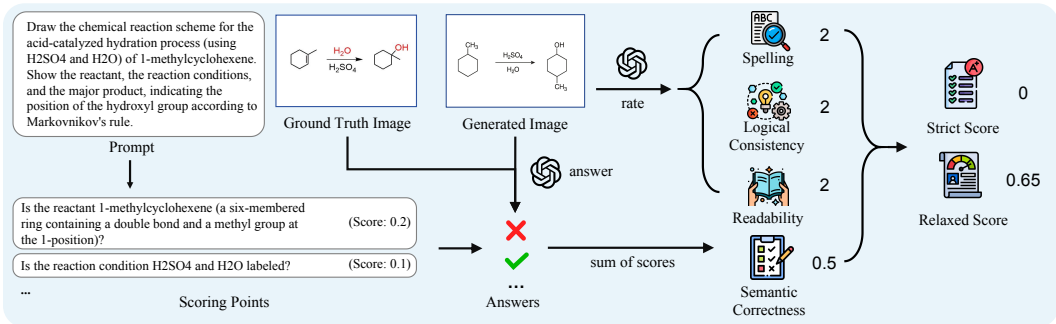 Draw the chemical reaction scheme for the
acid-catalyzed hydration process (using
H2SO4 and H2O) of 1-methylcyclohexene.
Show the reactant, the reaction conditions,
and the major product, indicating the
position of the hydroxyl group according to
Markovnikov's rule.
Prompt
H₂O
H₂SO₄
OH
Ground Truth Image
CH₃
H₂SO₄
H₂O
OH
CH₃
Generated Image
rate
answer
ABC
Spelling
2
Logical
Consistency
2
Readability
2
A+
Strict Score
0
Relaxed Score
0.65
Is the reactant 1-methylcyclohexene (a six-membered
ring containing a double bond and a methyl group at
the 1-position)?
(Score: 0.2)
Is the reaction condition H2SO4 and H2O labeled?
(Score: 0.1)
...
Scoring Points
...
Answers
sum of scores
Semantic
Correctness
0.5